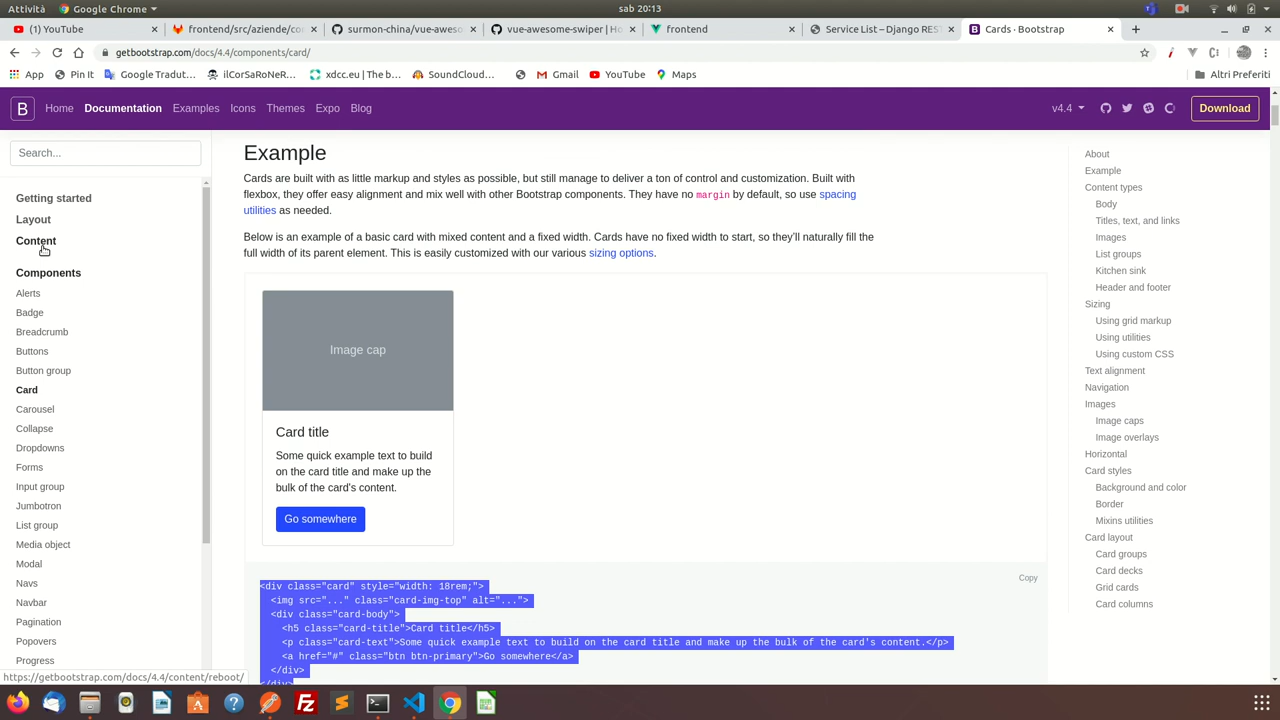 Attività
Google Chrome
sab 20:13
(1) YouTube
frontend/src/aziende/co
surmon-china/vue-aweso
vue-awesome-swiper | Ho
frontend
Service List – Django RES
Cards · Bootstrap
getbootstrap.com/docs/4.4/components/card/
App
Pin It
Google Tradut...
ilCorSaRoNeR...
xdcc.eu | The b...
SoundCloud...
Gmail
YouTube
Maps
Altri Preferiti
B
Home
Documentation
Examples
Icons
Themes
Expo
Blog
v4.4
Download
Search...
Getting started
Layout
Content
Components
Alerts
Badge
Breadcrumb
Buttons
Button group
Card
Carousel
Collapse
Dropdowns
Forms
Input group
Jumbotron
List group
Media object
Modal
Navs
Navbar
Pagination
Popovers
Progress
https://getbootstrap.com/docs/4.4/content/reboot/
Example
Cards are built with as little markup and styles as possible, but still manage to deliver a ton of control and customization. Built with
flexbox, they offer easy alignment and mix well with other Bootstrap components. They have no margin by default, so use spacing
utilities as needed.
Below is an example of a basic card with mixed content and a fixed width. Cards have no fixed width to start, so they'll naturally fill the
full width of its parent element. This is easily customized with our various sizing options.
Image cap
Card title
Some quick example text to build
on the card title and make up the
bulk of the card's content.
Go somewhere
Copy
<div class="card" style="width: 18rem;">
<img src="..." class="card-img-top" alt="...">
<div class="card-body">
<h5 class="card-title">Card title</h5>
<p class="card-text">Some quick example text to build on the card title and make up the bulk of the card's content.</p>
<a href="#" class="btn btn-primary">Go somewhere</a>
</div>
</div>
About
Example
Content types
Body
Titles, text, and links
Images
List groups
Kitchen sink
Header and footer
Sizing
Using grid markup
Using utilities
Using custom CSS
Text alignment
Navigation
Images
Image caps
Image overlays
Horizontal
Card styles
Background and color
Border
Mixins utilities
Card layout
Card groups
Card decks
Grid cards
Card columns